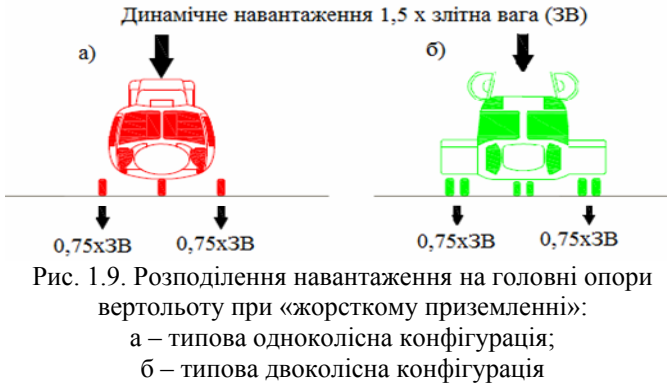 Динамічне навантаження 1,5 х злітна вага (ЗВ)
а)
б)
0,75хЗВ
0,75хЗВ
0,75хЗВ
0,75хЗВ
Рис. 1.9. Розподілення навантаження на головні опори
вертольоту при «жорсткому приземленні»:
а – типова одноколісна конфігурація;
б – типова двоколісна конфігурація